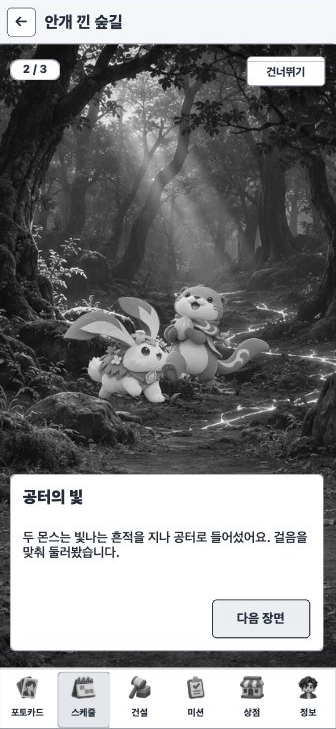 안개 낀 숲길
2 / 3
건너뛰기
공터의 빛
두 몬스는 빛나는 흔적을 지나 공터로 들어섰어요. 걸음을
맞춰 둘러봤습니다.
다음 장면
포토카드
스케줄
건설
미션
상점
정보